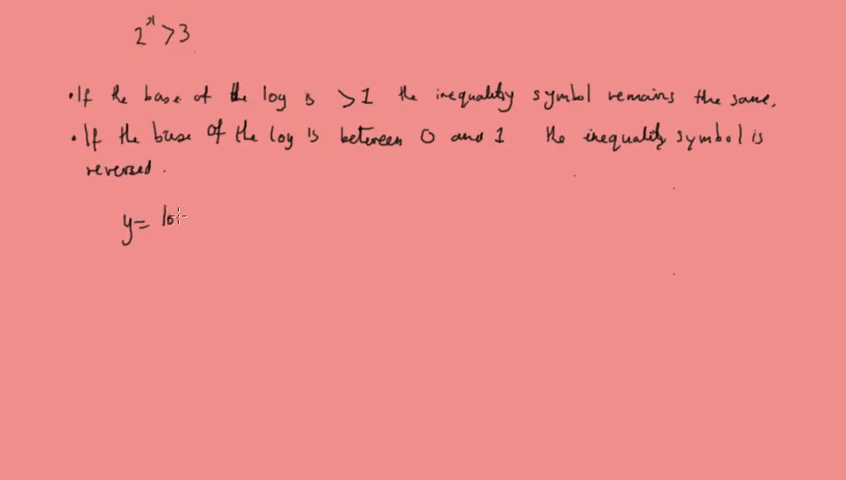 2^x > 3
• If the base of the log is > 1 the inequality symbol remains the same.
• If the base of the log is between 0 and 1 the inequality symbol is
reversed.
y = lo